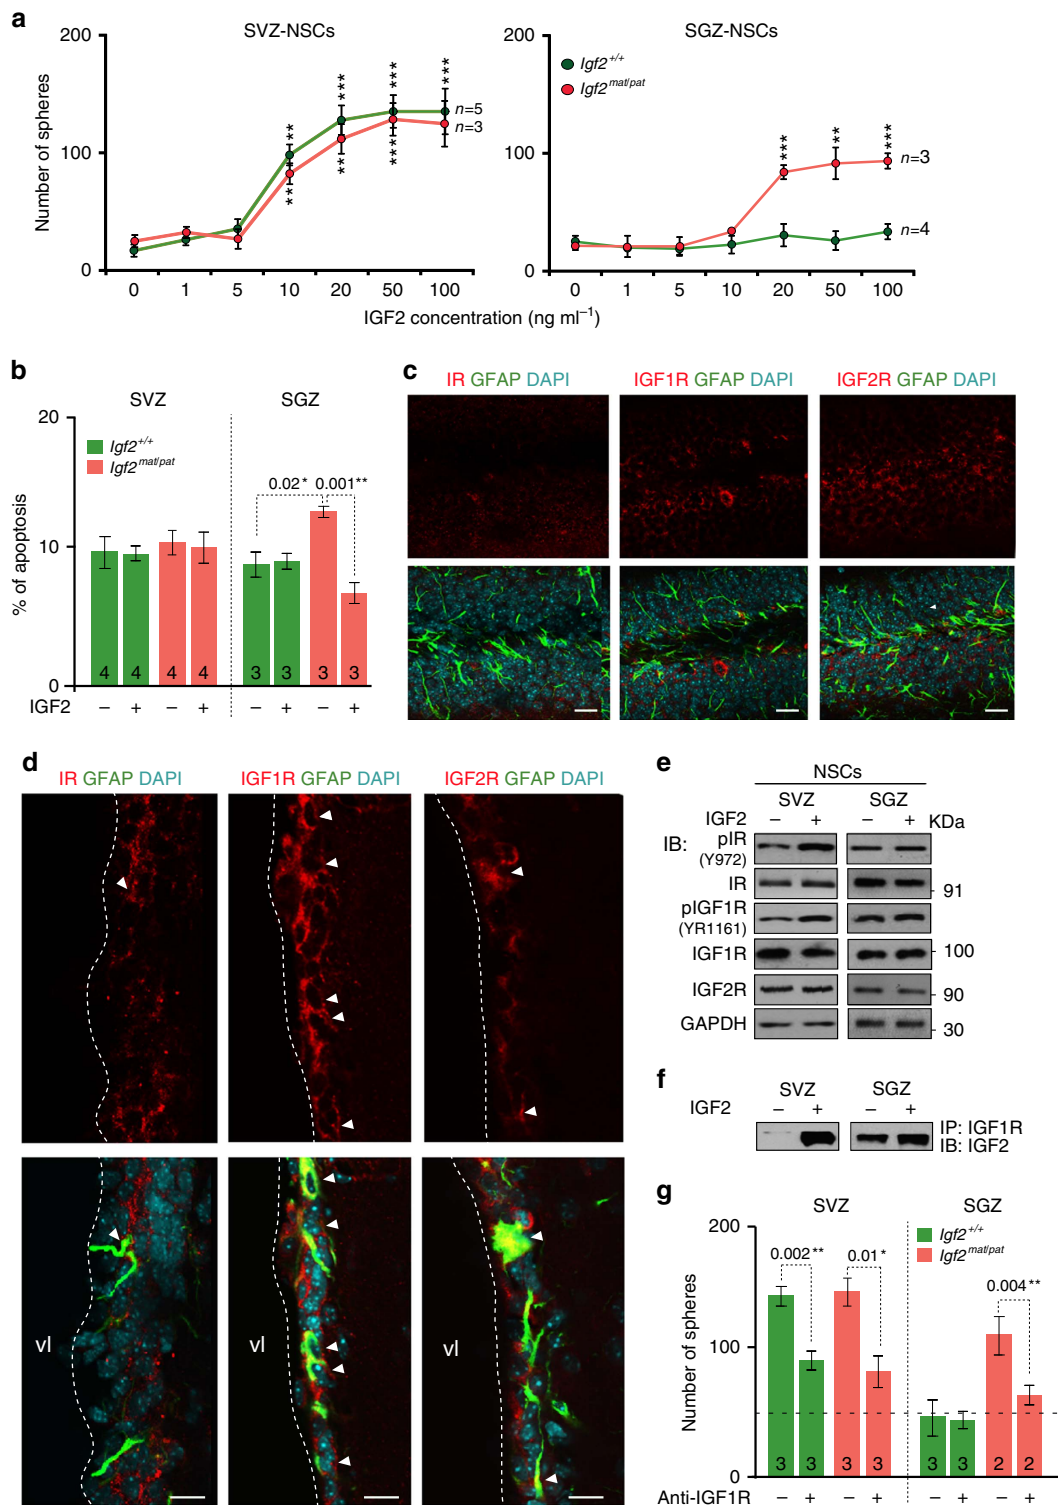 a
SVZ-NSCs
SGZ-NSCs
Number of spheres
200
100
0
** *** *** ***
*** *** ****
n=5
n=3
0 1 5 10 20 50 100
200
100
0
Igf2+/+
Igf2mat/pat
*** ** ***
n=3
n=4
0 1 5 10 20 50 100
IGF2 concentration (ng ml−1)
b
SVZ
SGZ
% of apoptosis
20
10
0
Igf2+/+
Igf2mat/pat
0.02* 0.001**
4 4 4 4 3 3 3 3
IGF2 – + – + – + – +
c
IR GFAP DAPI
IGF1R GFAP DAPI
IGF2R GFAP DAPI
d
IR GFAP DAPI
IGF1R GFAP DAPI
IGF2R GFAP DAPI
vl
vl
vl
e
NSCs
SVZ SGZ
IGF2 – + – + KDa
IB: pIR
(Y972)
IR 91
pIGF1R
(YR1161)
IGF1R 100
IGF2R 90
GAPDH 30
f
SVZ SGZ
IGF2 – + – +
IP: IGF1R
IB: IGF2
g
SVZ
SGZ
Number of spheres
200
100
0
Igf2+/+
Igf2mat/pat
0.002** 0.01* 0.004**
3 3 3 3 3 3 2 2
Anti-IGF1R – + – + – + – +